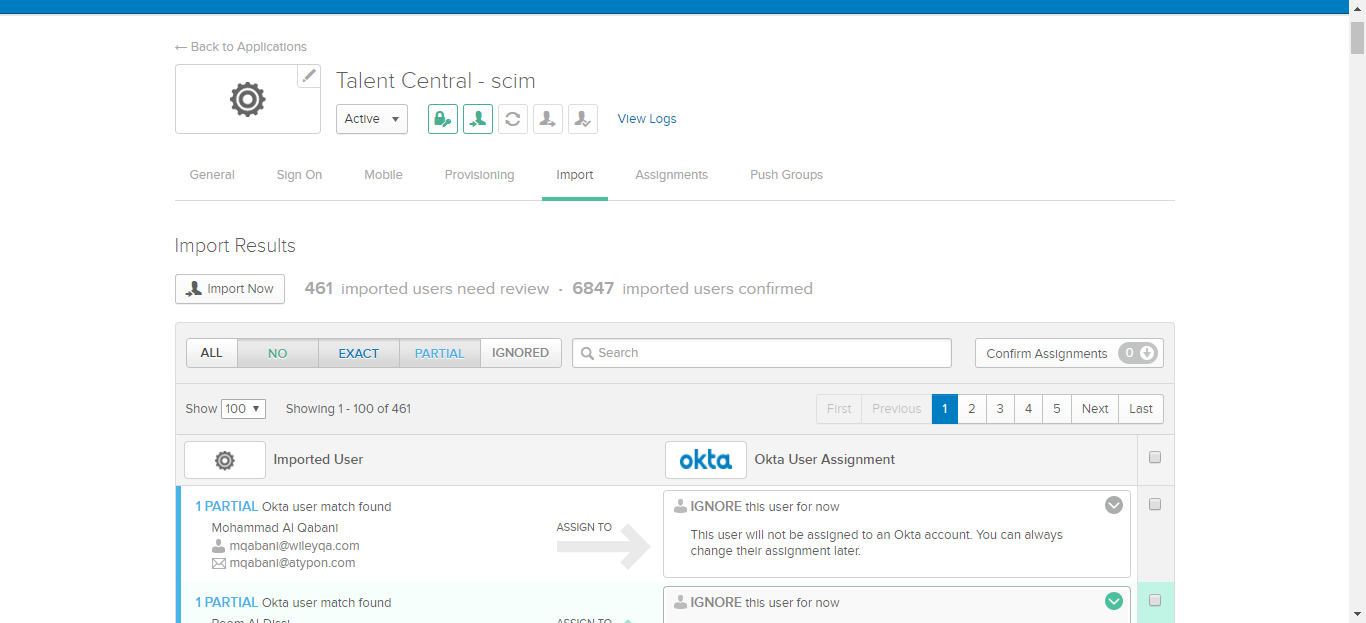 ← Back to Applications
Talent Central - scim
Active
View Logs
General Sign On Mobile Provisioning Import Assignments Push Groups
Import Results
Import Now 461 imported users need review · 6847 imported users confirmed
ALL NO EXACT PARTIAL IGNORED Search Confirm Assignments 0
Show 100 Showing 1 - 100 of 461 First Previous 1 2 3 4 5 Next Last
Imported User okta Okta User Assignment
1 PARTIAL Okta user match found IGNORE this user for now
Mohammad Al Qabani ASSIGN TO This user will not be assigned to an Okta account. You can always
mqabani@wileyqa.com change their assignment later.
mqabani@atypon.com
1 PARTIAL Okta user match found IGNORE this user for now
ASSIGN TO